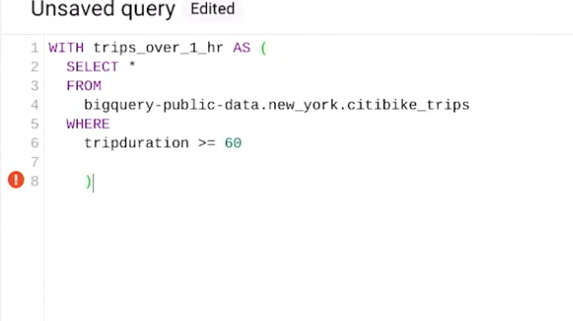 Unsaved query Edited
1 WITH trips_over_1_hr AS (
2 SELECT *
3 FROM
4 bigquery-public-data.new_york.citibike_trips
5 WHERE
6 tripduration >= 60
7
! 8 )